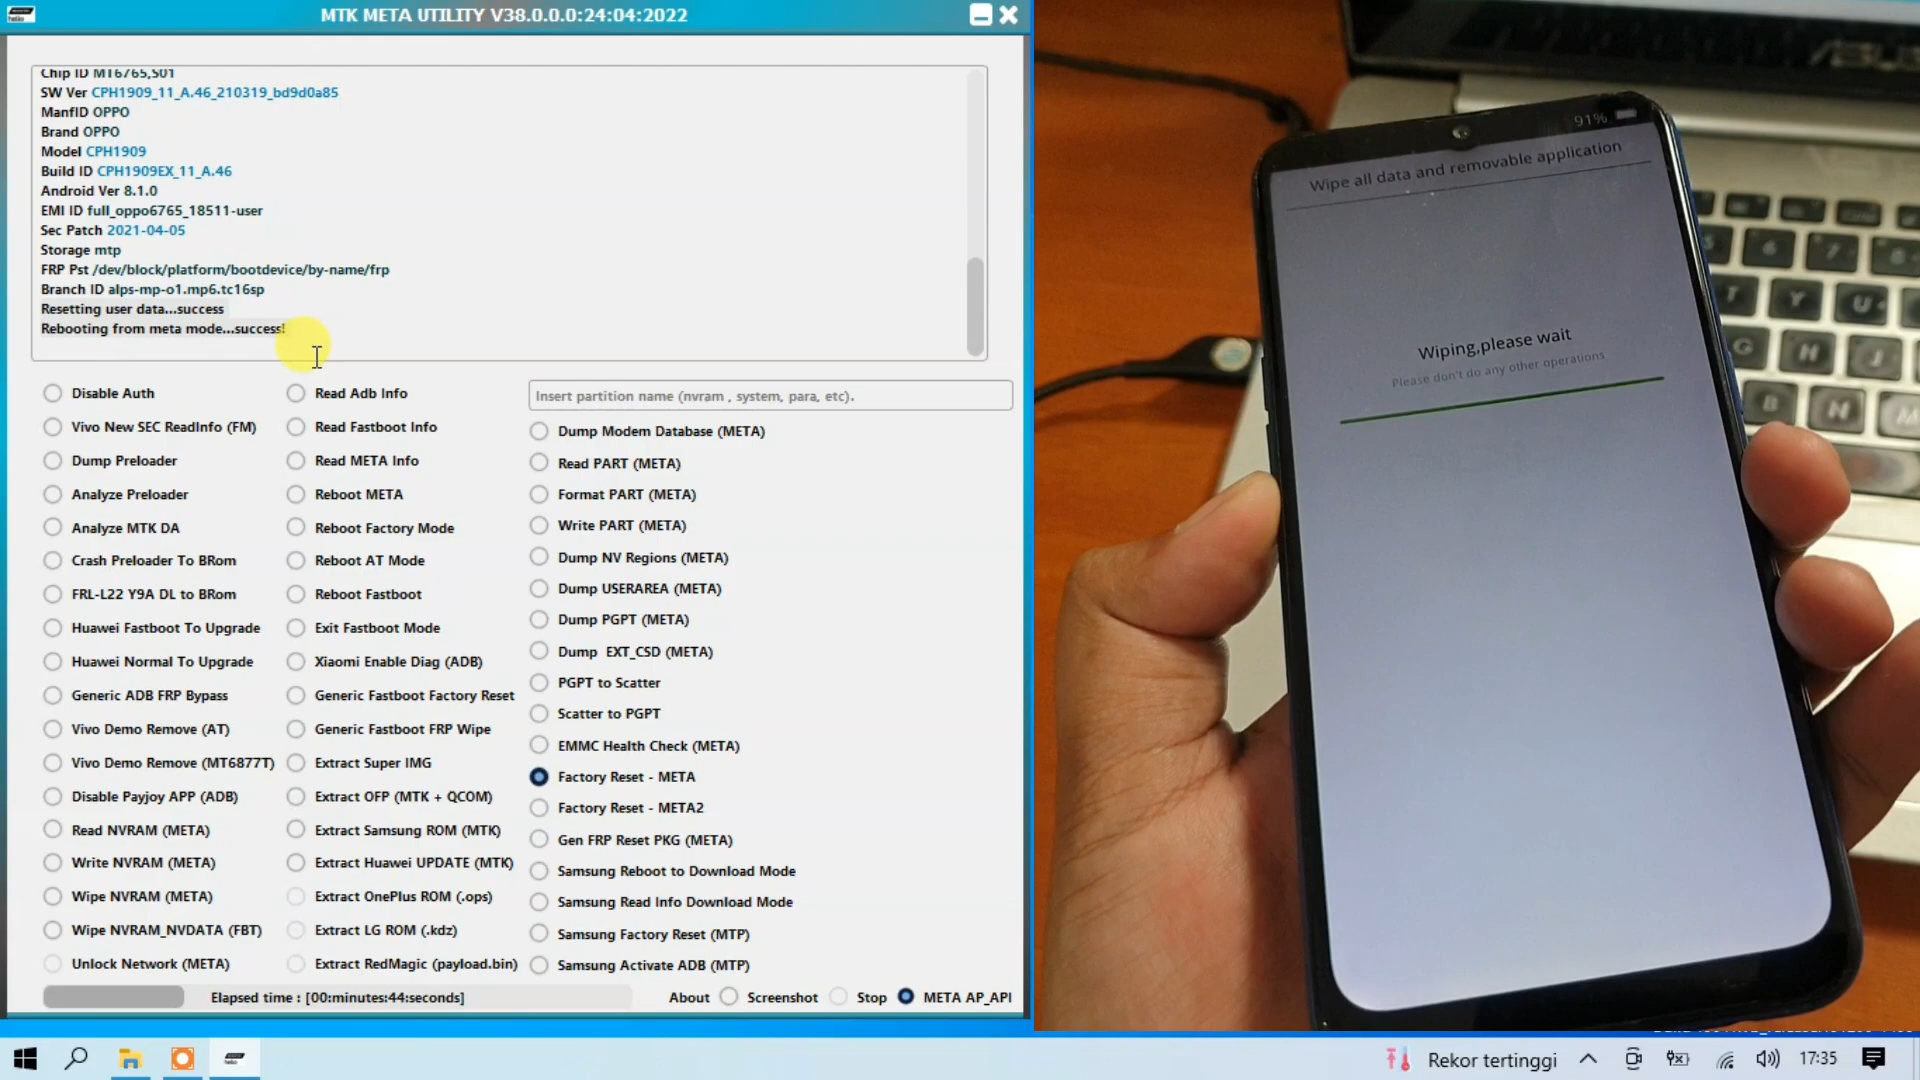 MTK META UTILITY V38.0.0.0:24:04:2022
Chip ID MT6765,S01
SW Ver CPH1909_11_A.46_210319_bd9d0a85
ManfID OPPO
Brand OPPO
Model CPH1909
Build ID CPH1909EX_11_A.46
Android Ver 8.1.0
EMI ID full_oppo6765_18511-user
Sec Patch 2021-04-05
Storage mtp
FRP Pst /dev/block/platform/bootdevice/by-name/frp
Branch ID alps-mp-o1.mp6.tc16sp
Resetting user data...success
Rebooting from meta mode...success!
Disable Auth
Vivo New SEC ReadInfo (FM)
Dump Preloader
Analyze Preloader
Analyze MTK DA
Crash Preloader To BRom
FRL-L22 Y9A DL to BRom
Huawei Fastboot To Upgrade
Huawei Normal To Upgrade
Generic ADB FRP Bypass
Vivo Demo Remove (AT)
Vivo Demo Remove (MT6877T)
Disable Payjoy APP (ADB)
Read NVRAM (META)
Write NVRAM (META)
Wipe NVRAM (META)
Wipe NVRAM_NVDATA (FBT)
Unlock Network (META)
Read Adb Info
Read Fastboot Info
Read META Info
Reboot META
Reboot Factory Mode
Reboot AT Mode
Reboot Fastboot
Exit Fastboot Mode
Xiaomi Enable Diag (ADB)
Generic Fastboot Factory Reset
Generic Fastboot FRP Wipe
Extract Super IMG
Extract OFP (MTK + QCOM)
Extract Samsung ROM (MTK)
Extract Huawei UPDATE (MTK)
Extract OnePlus ROM (.ops)
Extract LG ROM (.kdz)
Extract RedMagic (payload.bin)
Insert partition name (nvram , system, para, etc).
Dump Modem Database (META)
Read PART (META)
Format PART (META)
Write PART (META)
Dump NV Regions (META)
Dump USERAREA (META)
Dump PGPT (META)
Dump EXT_CSD (META)
PGPT to Scatter
Scatter to PGPT
EMMC Health Check (META)
Factory Reset - META
Factory Reset - META2
Gen FRP Reset PKG (META)
Samsung Reboot to Download Mode
Samsung Read Info Download Mode
Samsung Factory Reset (MTP)
Samsung Activate ADB (MTP)
Elapsed time : [00:minutes:44:seconds]
About
Screenshot
Stop
META AP_API
91%
Wipe all data and removable application
Wiping,please wait
Please don't do any other operations
ASUS
6
7
8
T
Y
U
G
H
J
B
N
M
Rekor tertinggi
17:35